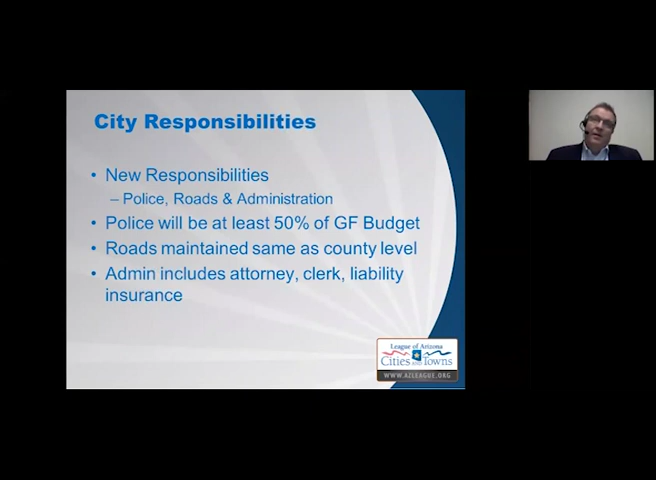 City Responsibilities
• New Responsibilities
– Police, Roads & Administration
• Police will be at least 50% of GF Budget
• Roads maintained same as county level
• Admin includes attorney, clerk, liability
insurance
League of Arizona
Cities AND Towns
WWW.AZLEAGUE.ORG